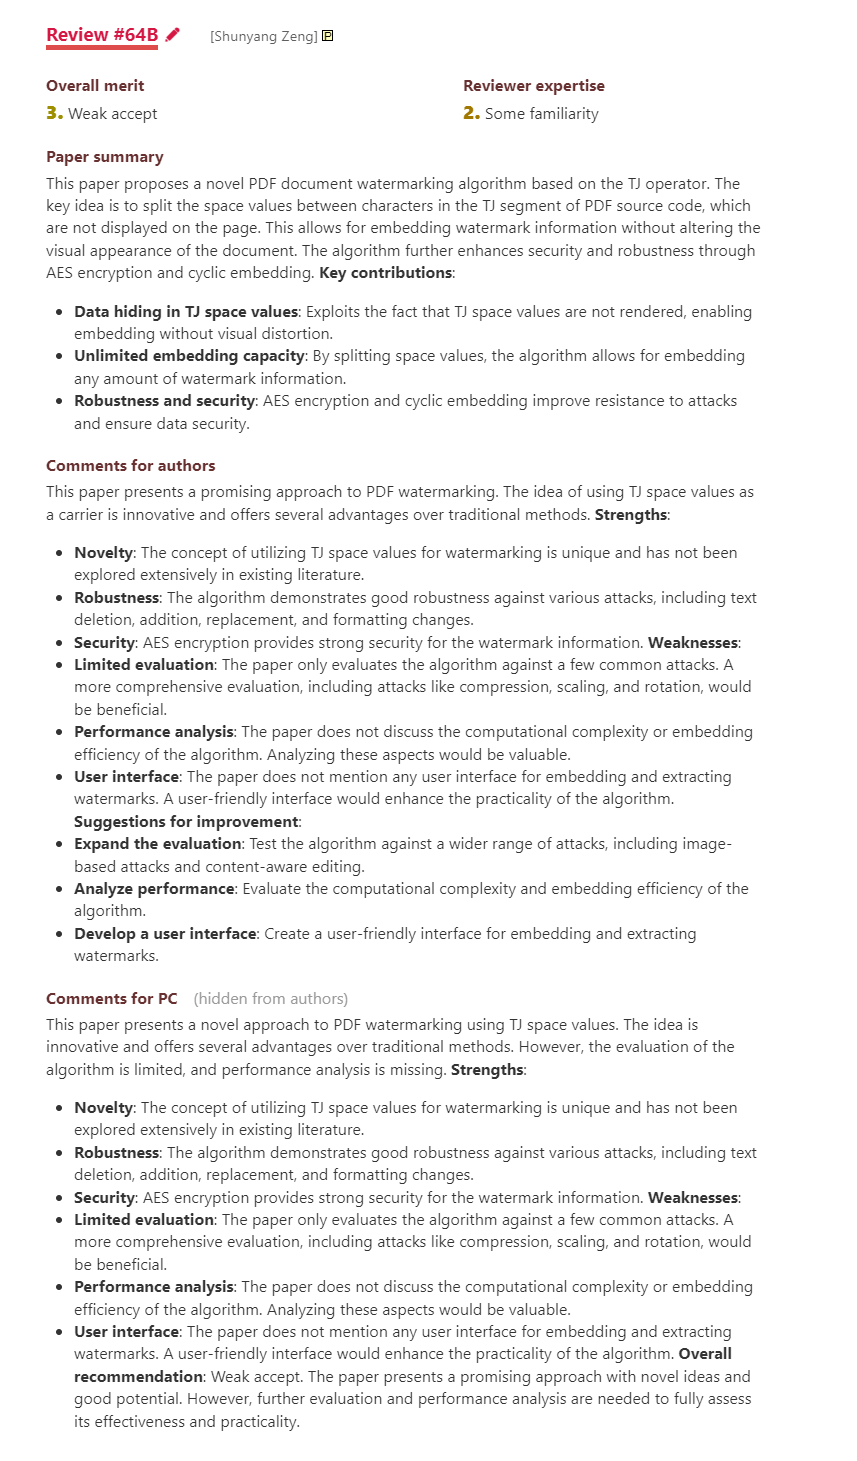 Review #64B [Shunyang Zeng] P
Overall merit
3. Weak accept
Reviewer expertise
2. Some familiarity
Paper summary
This paper proposes a novel PDF document watermarking algorithm based on the TJ operator. The
key idea is to split the space values between characters in the TJ segment of PDF source code, which
are not displayed on the page. This allows for embedding watermark information without altering the
visual appearance of the document. The algorithm further enhances security and robustness through
AES encryption and cyclic embedding. Key contributions:
• Data hiding in TJ space values: Exploits the fact that TJ space values are not rendered, enabling
embedding without visual distortion.
• Unlimited embedding capacity: By splitting space values, the algorithm allows for embedding
any amount of watermark information.
• Robustness and security: AES encryption and cyclic embedding improve resistance to attacks
and ensure data security.
Comments for authors
This paper presents a promising approach to PDF watermarking. The idea of using TJ space values as
a carrier is innovative and offers several advantages over traditional methods. Strengths:
• Novelty: The concept of utilizing TJ space values for watermarking is unique and has not been
explored extensively in existing literature.
• Robustness: The algorithm demonstrates good robustness against various attacks, including text
deletion, addition, replacement, and formatting changes.
• Security: AES encryption provides strong security for the watermark information. Weaknesses:
• Limited evaluation: The paper only evaluates the algorithm against a few common attacks. A
more comprehensive evaluation, including attacks like compression, scaling, and rotation, would
be beneficial.
• Performance analysis: The paper does not discuss the computational complexity or embedding
efficiency of the algorithm. Analyzing these aspects would be valuable.
• User interface: The paper does not mention any user interface for embedding and extracting
watermarks. A user-friendly interface would enhance the practicality of the algorithm.
Suggestions for improvement:
• Expand the evaluation: Test the algorithm against a wider range of attacks, including image-
based attacks and content-aware editing.
• Analyze performance: Evaluate the computational complexity and embedding efficiency of the
algorithm.
• Develop a user interface: Create a user-friendly interface for embedding and extracting
watermarks.
Comments for PC (hidden from authors)
This paper presents a novel approach to PDF watermarking using TJ space values. The idea is
innovative and offers several advantages over traditional methods. However, the evaluation of the
algorithm is limited, and performance analysis is missing. Strengths:
• Novelty: The concept of utilizing TJ space values for watermarking is unique and has not been
explored extensively in existing literature.
• Robustness: The algorithm demonstrates good robustness against various attacks, including text
deletion, addition, replacement, and formatting changes.
• Security: AES encryption provides strong security for the watermark information. Weaknesses:
• Limited evaluation: The paper only evaluates the algorithm against a few common attacks. A
more comprehensive evaluation, including attacks like compression, scaling, and rotation, would
be beneficial.
• Performance analysis: The paper does not discuss the computational complexity or embedding
efficiency of the algorithm. Analyzing these aspects would be valuable.
• User interface: The paper does not mention any user interface for embedding and extracting
watermarks. A user-friendly interface would enhance the practicality of the algorithm. Overall
recommendation: Weak accept. The paper presents a promising approach with novel ideas and
good potential. However, further evaluation and performance analysis are needed to fully assess
its effectiveness and practicality.